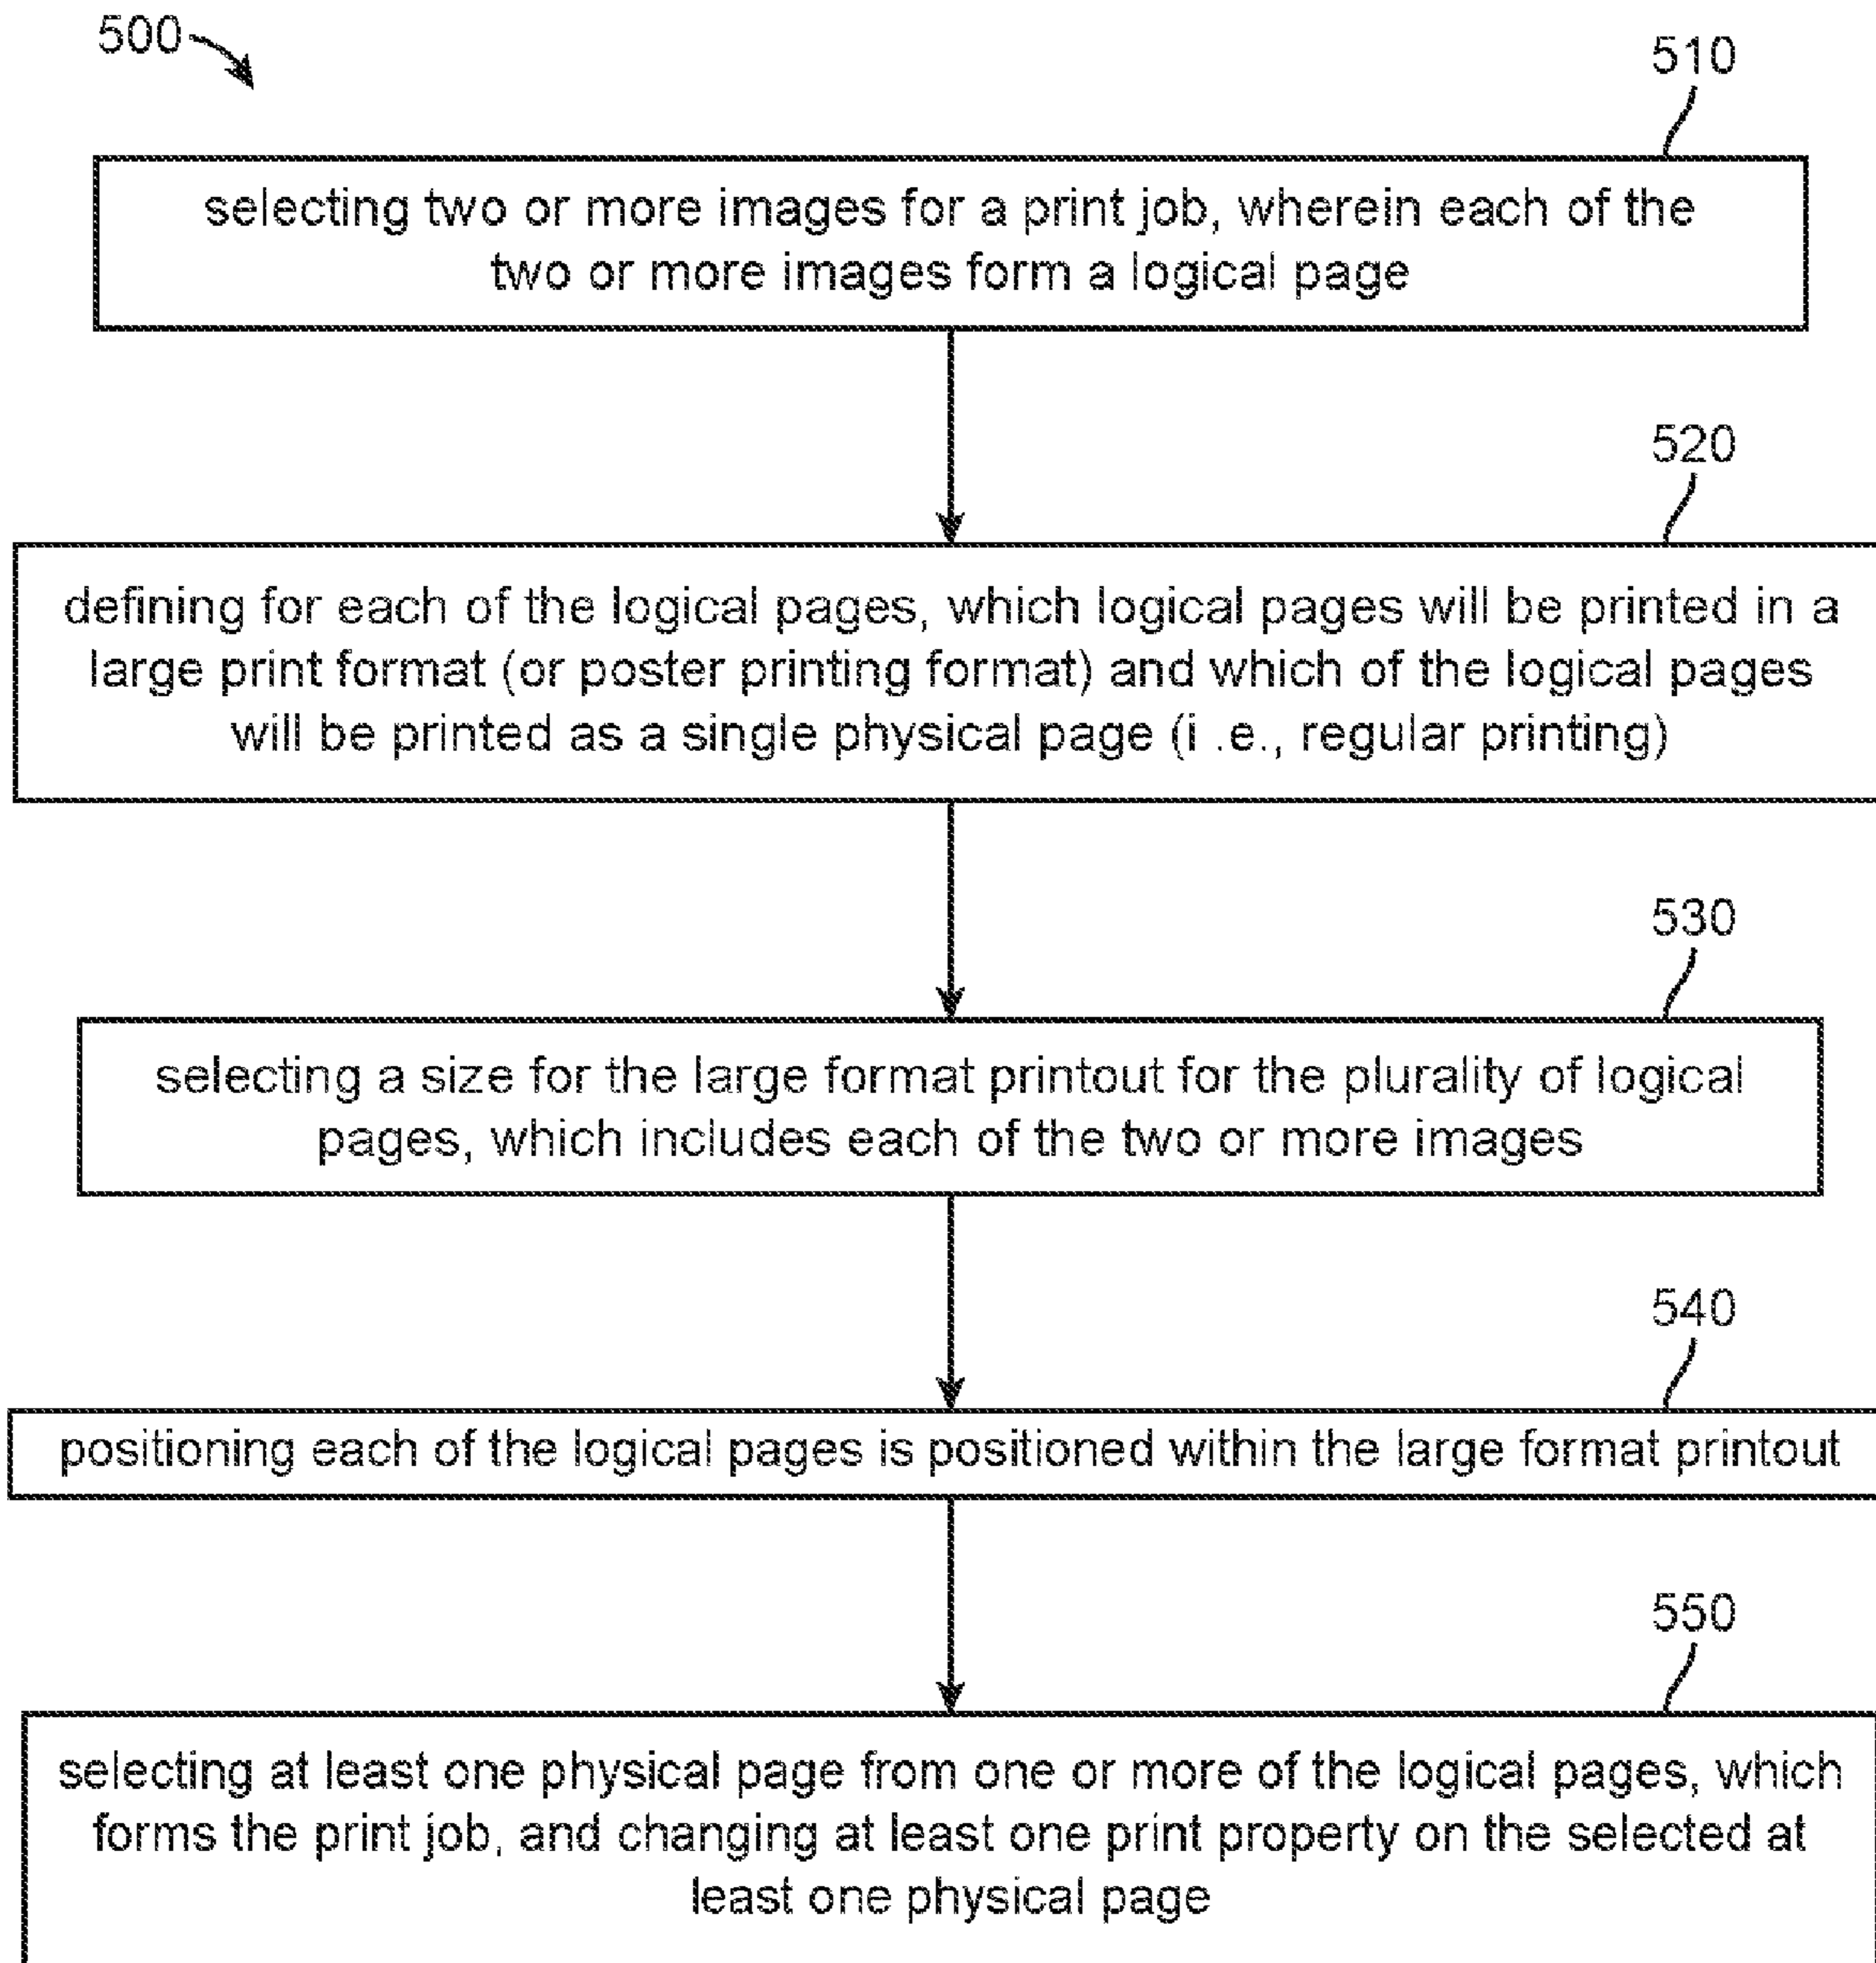 500
510
selecting two or more images for a print job, wherein each of the
two or more images form a logical page
520
defining for each of the logical pages, which logical pages will be printed in a
large print format (or poster printing format) and which of the logical pages
will be printed as a single physical page (i .e., regular printing)
530
selecting a size for the large format printout for the plurality of logical
pages, which includes each of the two or more images
540
positioning each of the logical pages is positioned within the large format printout
550
selecting at least one physical page from one or more of the logical pages, which
forms the print job, and changing at least one print property on the selected at
least one physical page